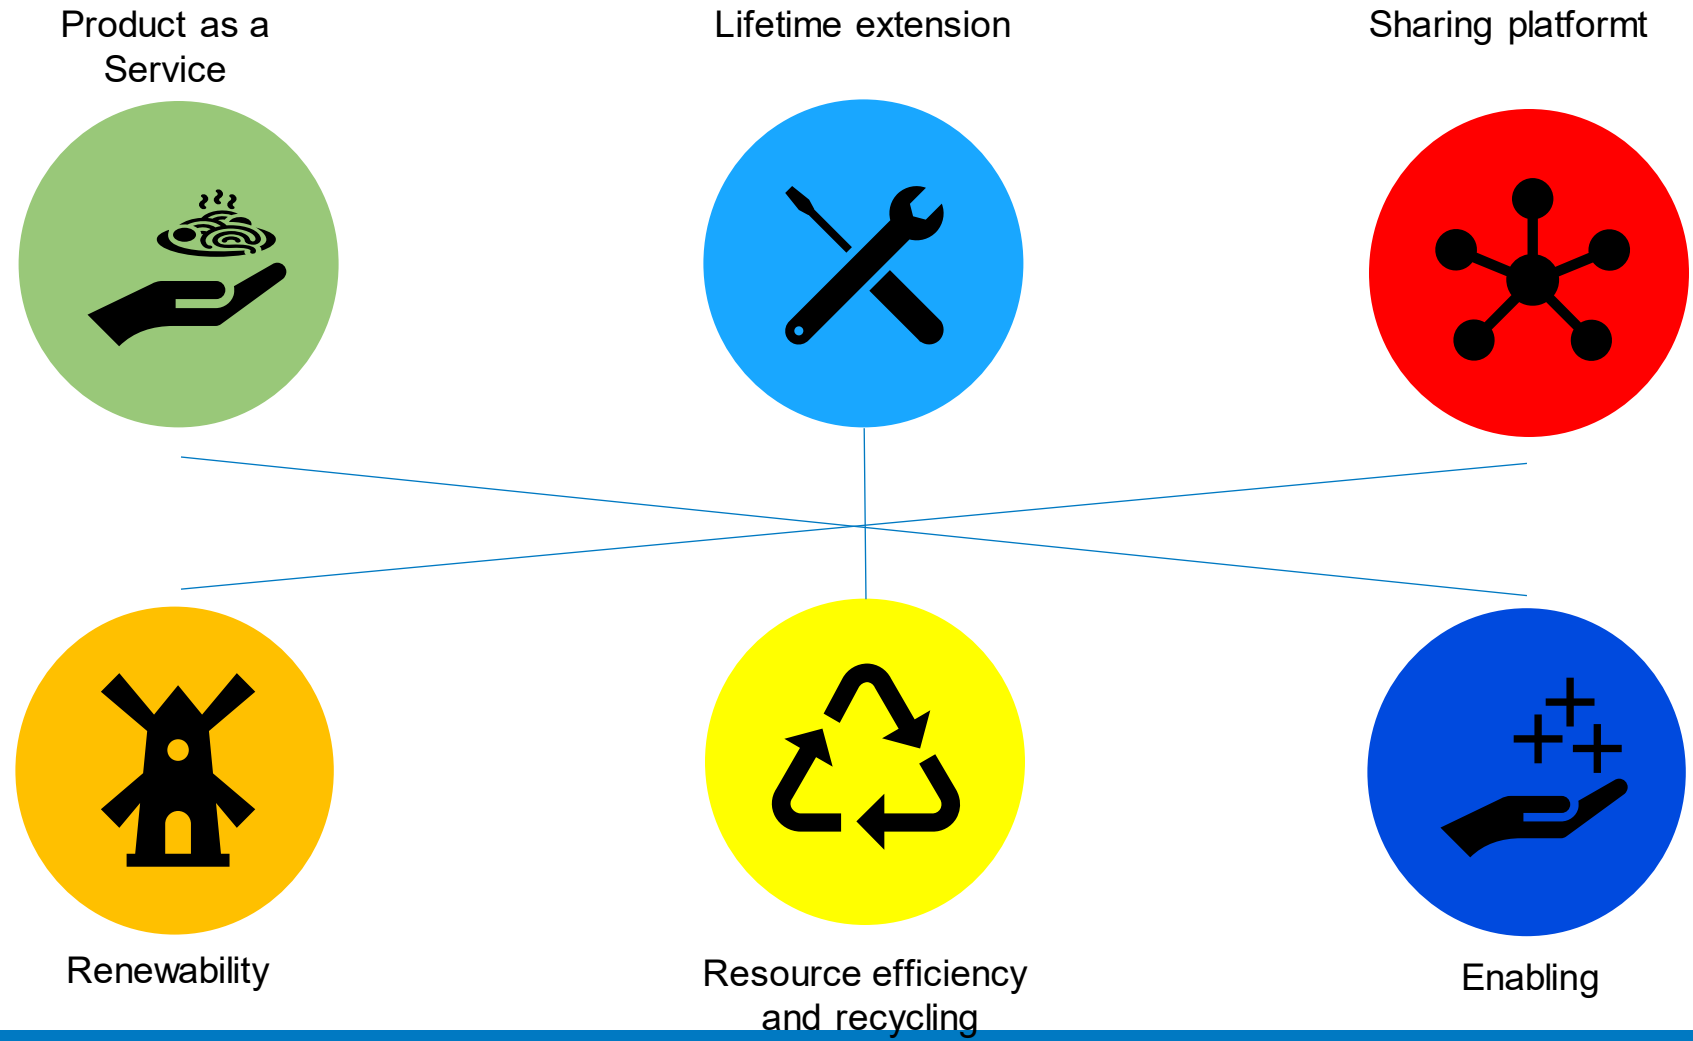 Product as a
Service
Lifetime extension
Sharing platformt
Renewability
Resource efficiency
and recycling
Enabling